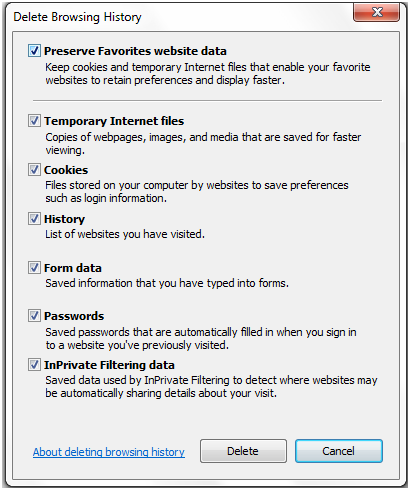 Delete Browsing History
Preserve Favorites website data
Keep cookies and temporary Internet files that enable your favorite
websites to retain preferences and display faster.
Temporary Internet files
Copies of webpages, images, and media that are saved for faster
viewing.
Cookies
Files stored on your computer by websites to save preferences
such as login information.
History
List of websites you have visited.
Form data
Saved information that you have typed into forms.
Passwords
Saved passwords that are automatically filled in when you sign in
to a website you've previously visited.
InPrivate Filtering data
Saved data used by InPrivate Filtering to detect where websites may
be automatically sharing details about your visit.
About deleting browsing history Delete Cancel